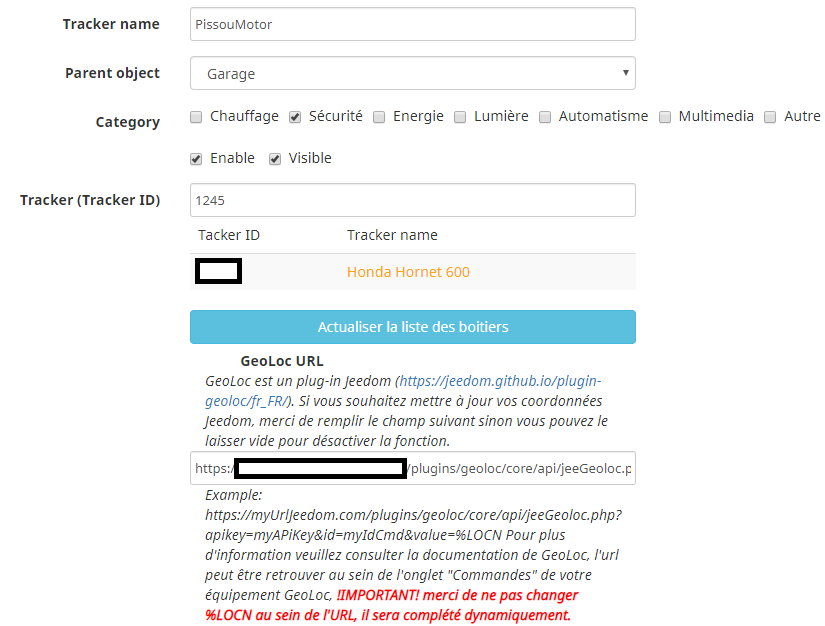 Tracker name PissouMotor
Parent object Garage
Category Chauffage Sécurité Energie Lumière Automatisme Multimedia Autre
Enable Visible
Tracker (Tracker ID) 1245
Tacker ID Tracker name
Honda Hornet 600
Actualiser la liste des boitiers
GeoLoc URL
GeoLoc est un plug-in Jeedom (https://jeedom.github.io/plugin-
geoloc/fr_FR/). Si vous souhaitez mettre à jour vos coordonnées
Jeedom, merci de remplir le champ suivant sinon vous pouvez le
laisser vide pour désactiver la fonction.
https:/ /plugins/geoloc/core/api/jeeGeoloc.p
Example:
https://myUrlJeedom.com/plugins/geoloc/core/api/jeeGeoloc.php?
apikey=myAPiKey&id=myIdCmd&value=%LOCN Pour plus
d'information veuillez consulter la documentation de GeoLoc, l'url
peut être retrouver au sein de l'onglet "Commandes" de votre
équipement GeoLoc, !IMPORTANT! merci de ne pas changer
%LOCN au sein de l'URL, il sera complété dynamiquement.